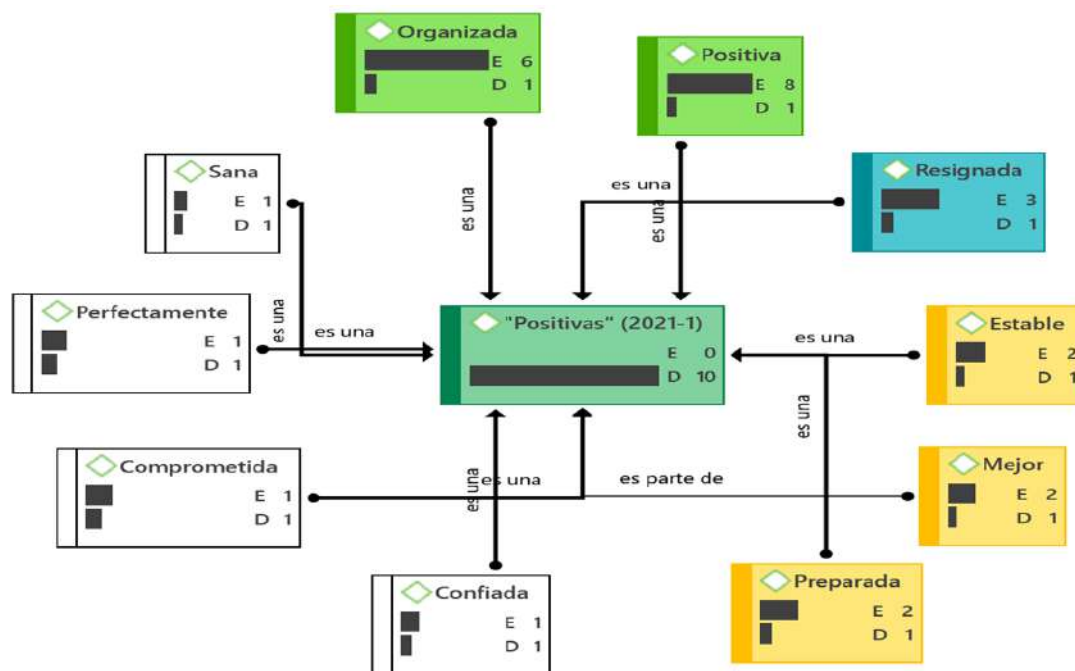 Organizada
E 6
D 1
Positiva
E 8
D 1
Sana
E 1
D 1
es una
es una
es una
Resignada
E 3
D 1
Perfectamente
E 1
D 1
es una
es una
"Positivas" (2021-1)
E 0
D 10
es una
Estable
E 2
D 1
es una
Comprometida
E 1
D 1
es una
es una
es parte de
Mejor
E 2
D 1
Confiada
E 1
D 1
Preparada
E 2
D 1